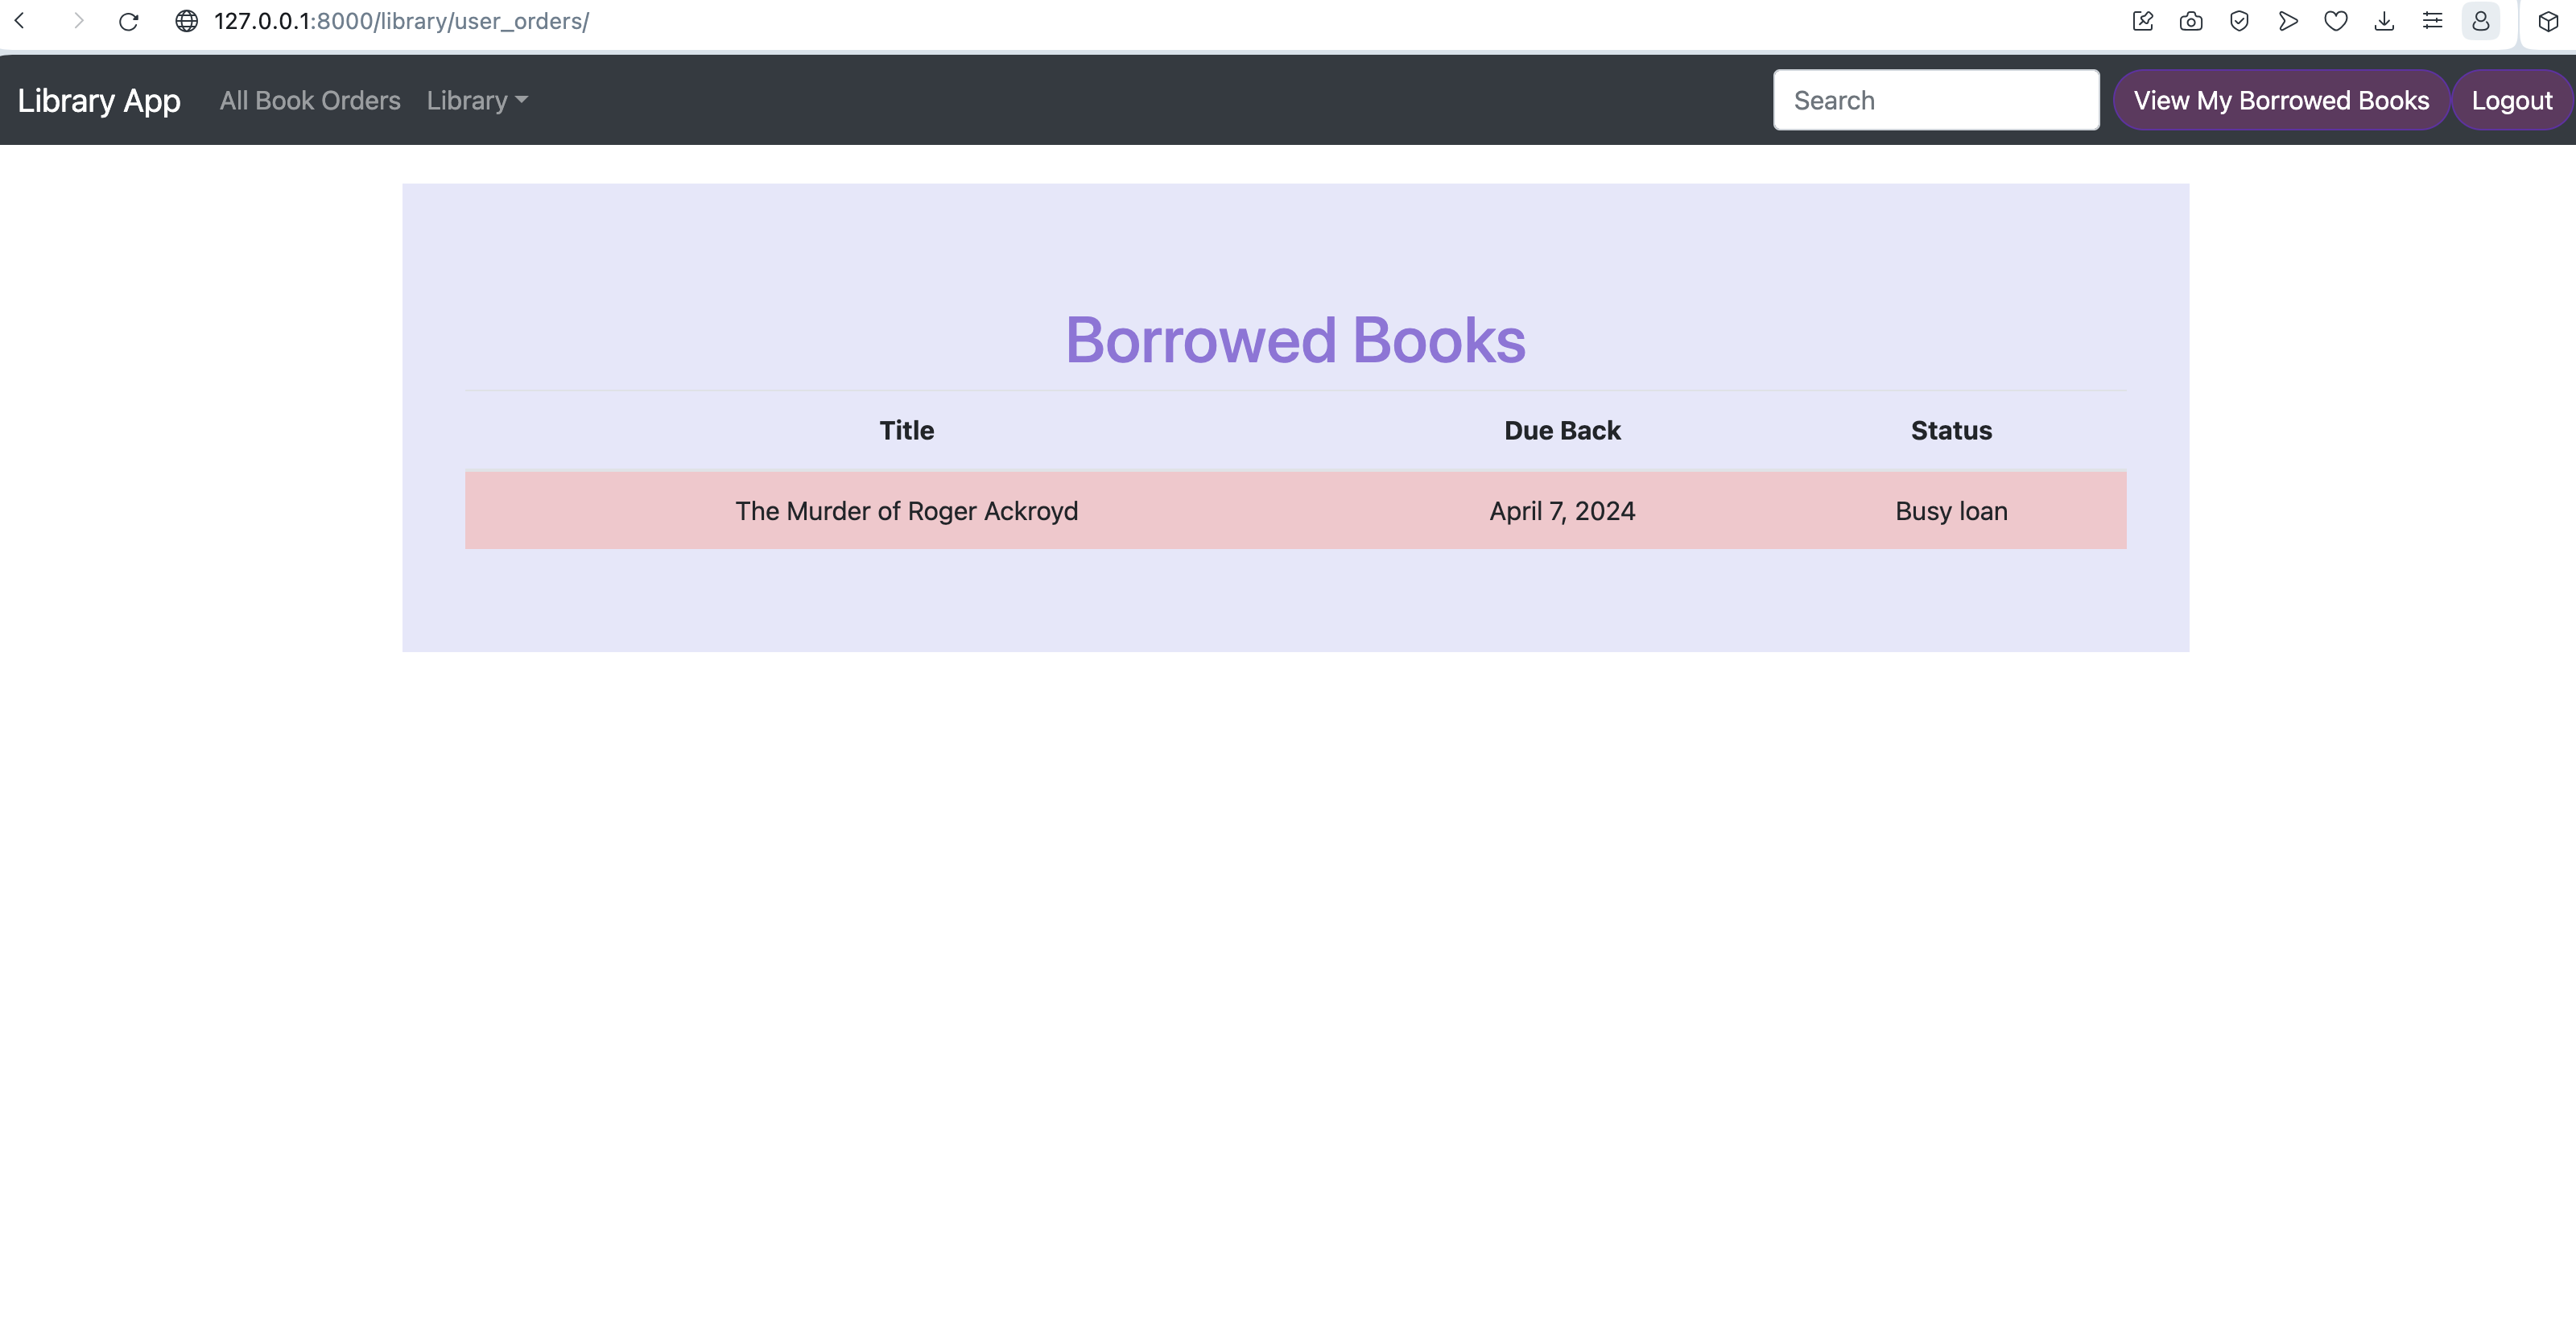 127.0.0.1:8000/library/user_orders/
Library App All Book Orders Library Search View My Borrowed Books Logout
Borrowed Books
Title Due Back Status
The Murder of Roger Ackroyd April 7, 2024 Busy loan